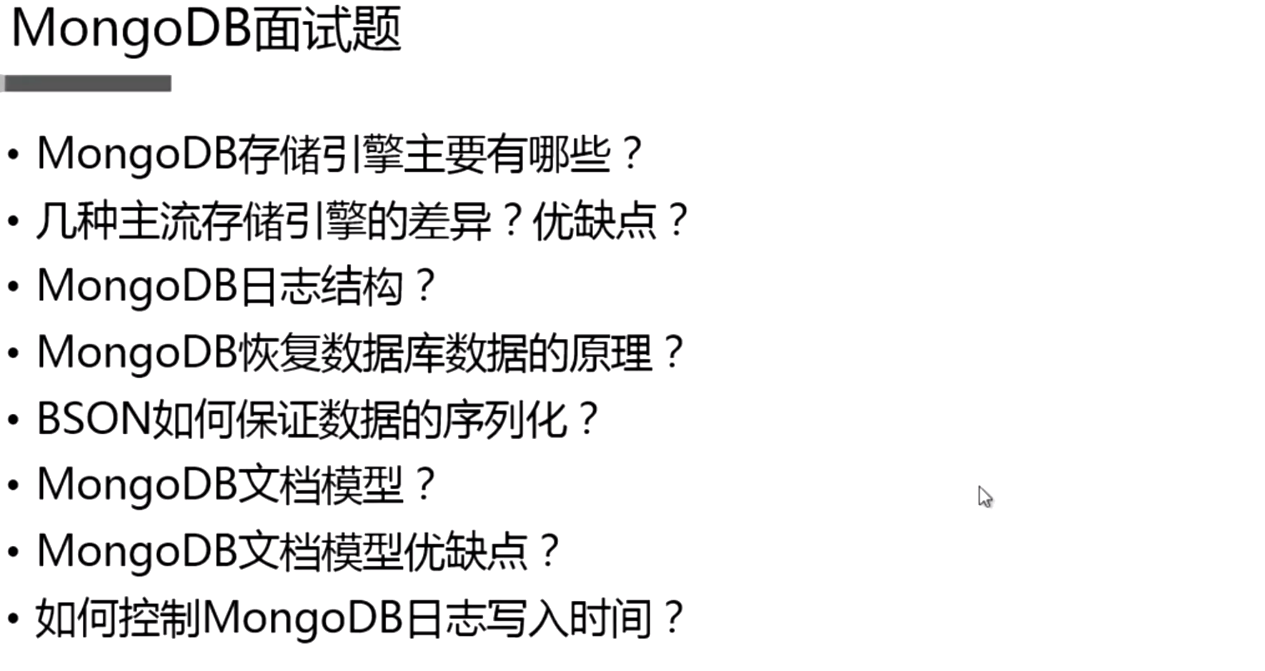 MongoDB面试题
• MongoDB存储引擎主要有哪些？
• 几种主流存储引擎的差异？优缺点？
• MongoDB日志结构？
• MongoDB恢复数据库数据的原理？
• BSON如何保证数据的序列化？
• MongoDB文档模型？
• MongoDB文档模型优缺点？
• 如何控制MongoDB日志写入时间？